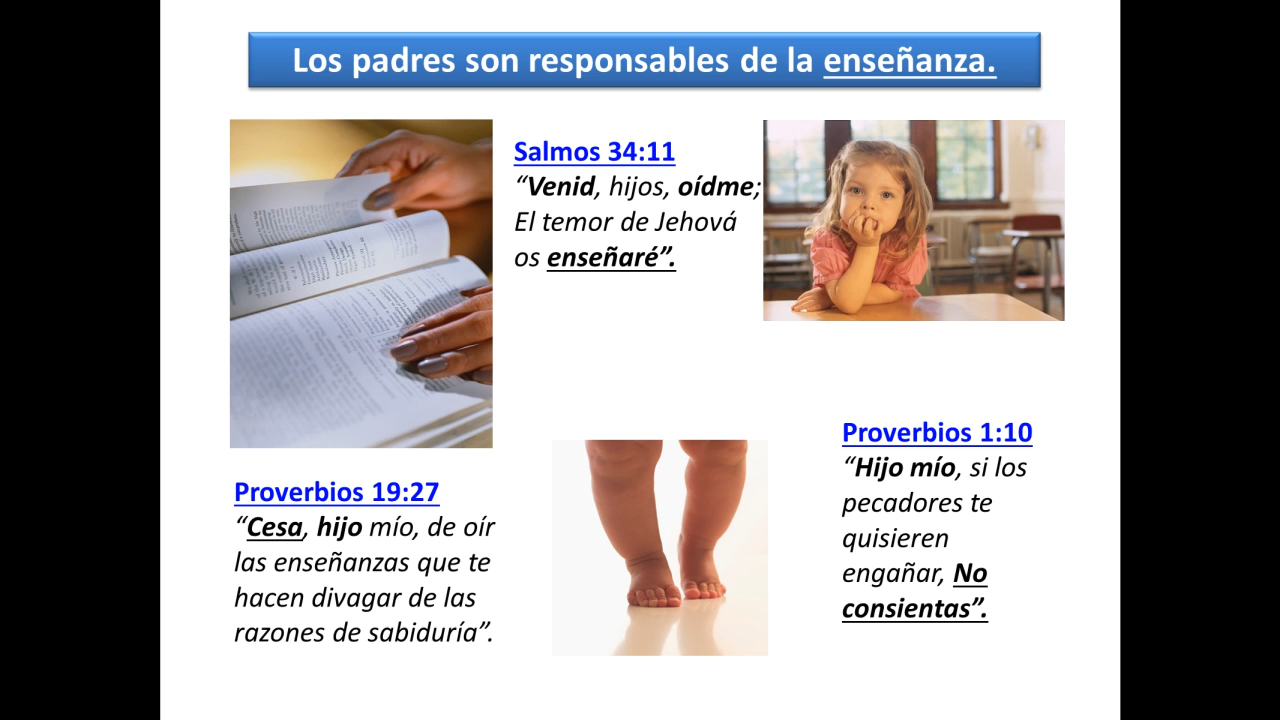 Los padres son responsables de la enseñanza.
Salmos 34:11
“Venid, hijos, oídme;
El temor de Jehová
os enseñaré”.
Proverbios 19:27
“Cesa, hijo mío, de oír
las enseñanzas que te
hacen divagar de las
razones de sabiduría”.
Proverbios 1:10
“Hijo mío, si los
pecadores te
quisieren
engañar, No
consientas”.